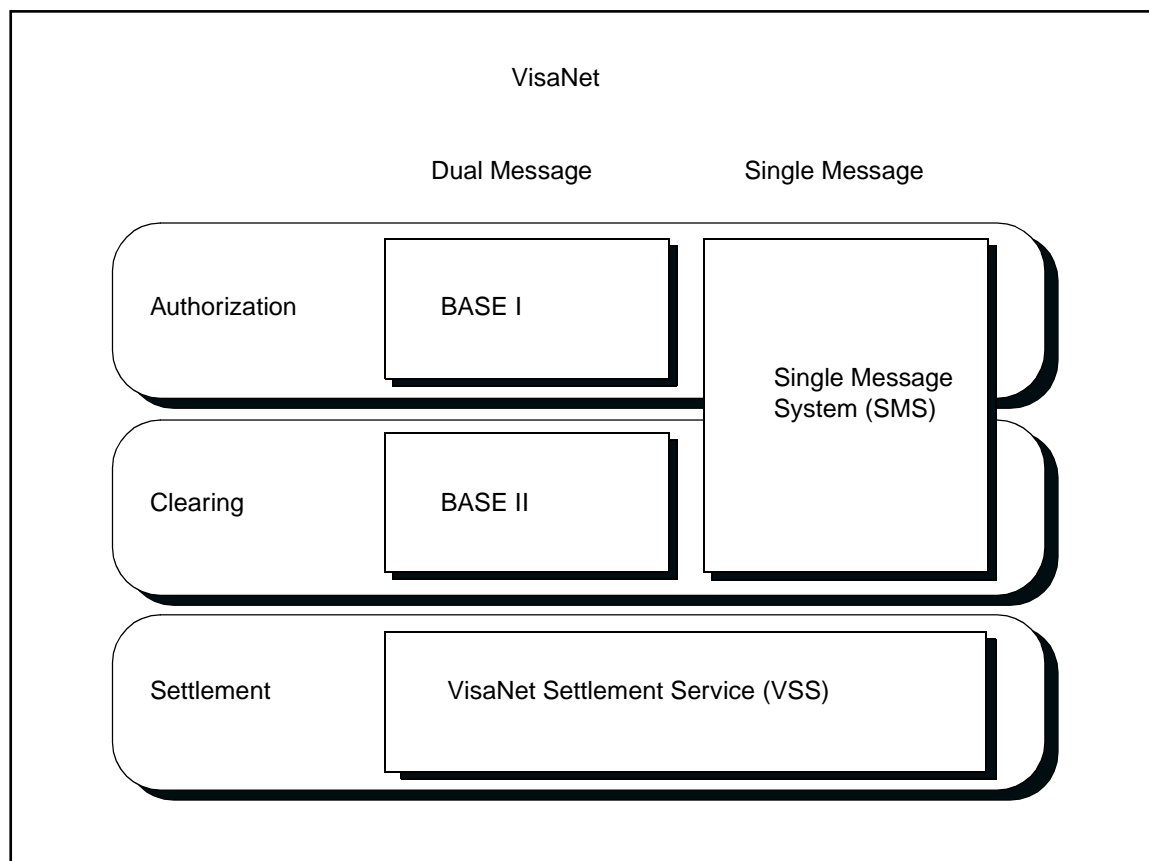 VisaNet
Dual Message
Single Message
Authorization
BASE I
Single Message
System (SMS)
Clearing
BASE II
Settlement
VisaNet Settlement Service (VSS)